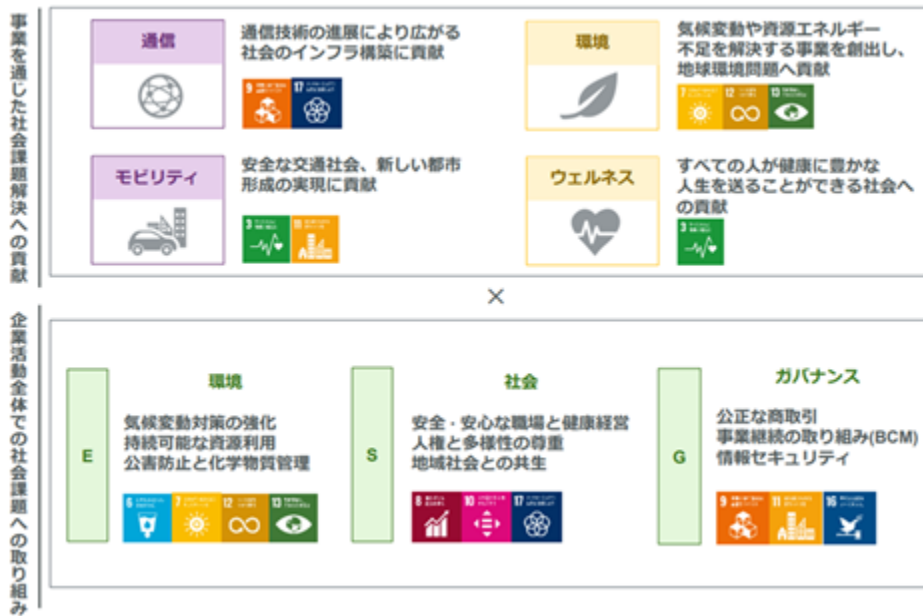 事業を通じた社会課題解決への貢献
通信
通信技術の進展により広がる
社会のインフラ構築に貢献
9
17
環境
気候変動や資源エネルギー
不足を解決する事業を創出し、
地球環境問題へ貢献
7
12
13
モビリティ
安全な交通社会、新しい都市
形成の実現に貢献
3
11
ウェルネス
すべての人が健康に豊かな
人生を送ることができる社会へ
の貢献
3
×
企業活動全体での社会課題への取り組み
E
環境
気候変動対策の強化
持続可能な資源利用
公害防止と化学物質管理
6
7
12
13
S
社会
安全・安心な職場と健康経営
人権と多様性の尊重
地域社会との共生
8
10
17
G
ガバナンス
公正な商取引
事業継続の取り組み(BCM)
情報セキュリティ
9
11
16